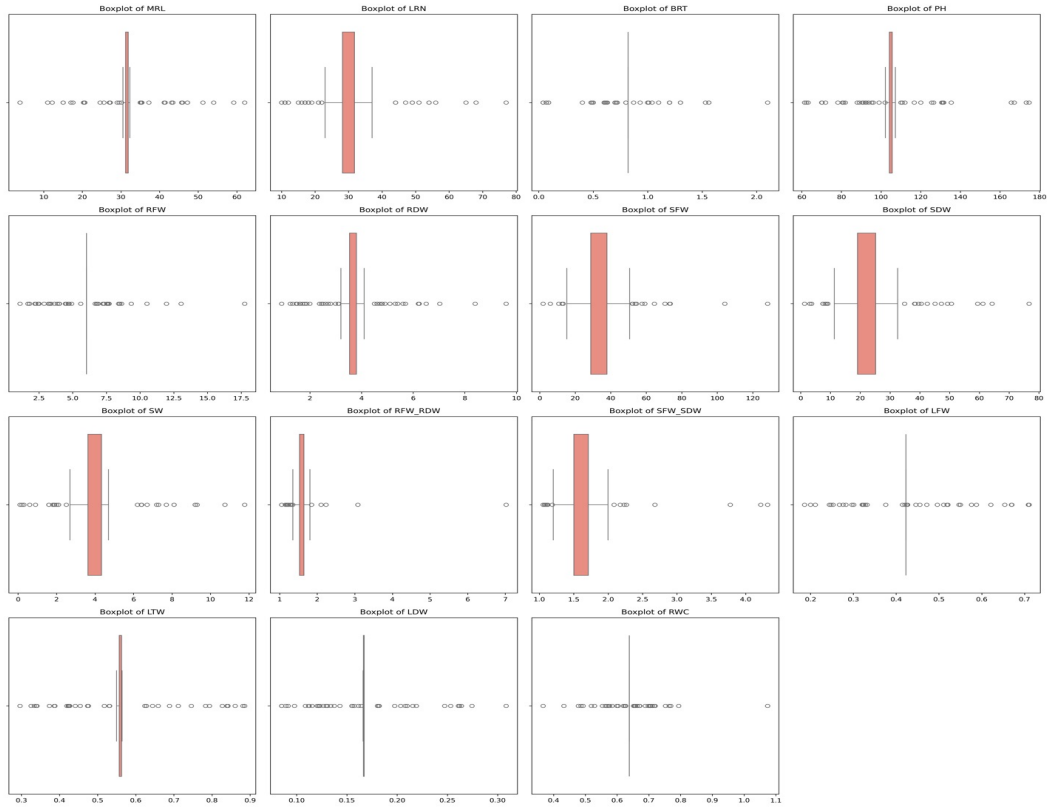 Boxplot of MRL
Boxplot of LRN
Boxplot of BRT
Boxplot of PH
10 20 30 40 50 60
10 20 30 40 50 60 70 80
0.0 0.5 1.0 1.5 2.0
60 80 100 120 140 160 180
Boxplot of RFW
Boxplot of RDW
Boxplot of SFW
Boxplot of SDW
2.5 5.0 7.5 10.0 12.5 15.0 17.5
2 4 6 8 10
0 20 40 60 80 100 120
0 10 20 30 40 50 60 70 80
Boxplot of SW
Boxplot of RFW_RDW
Boxplot of SFW_SDW
Boxplot of LFW
0 2 4 6 8 10 12
1 2 3 4 5 6 7
1.0 1.5 2.0 2.5 3.0 3.5 4.0
0.2 0.3 0.4 0.5 0.6 0.7
Boxplot of LTW
Boxplot of LDW
Boxplot of RWC
0.3 0.4 0.5 0.6 0.7 0.8 0.9
0.10 0.15 0.20 0.25 0.30
0.4 0.5 0.6 0.7 0.8 0.9 1.0 1.1